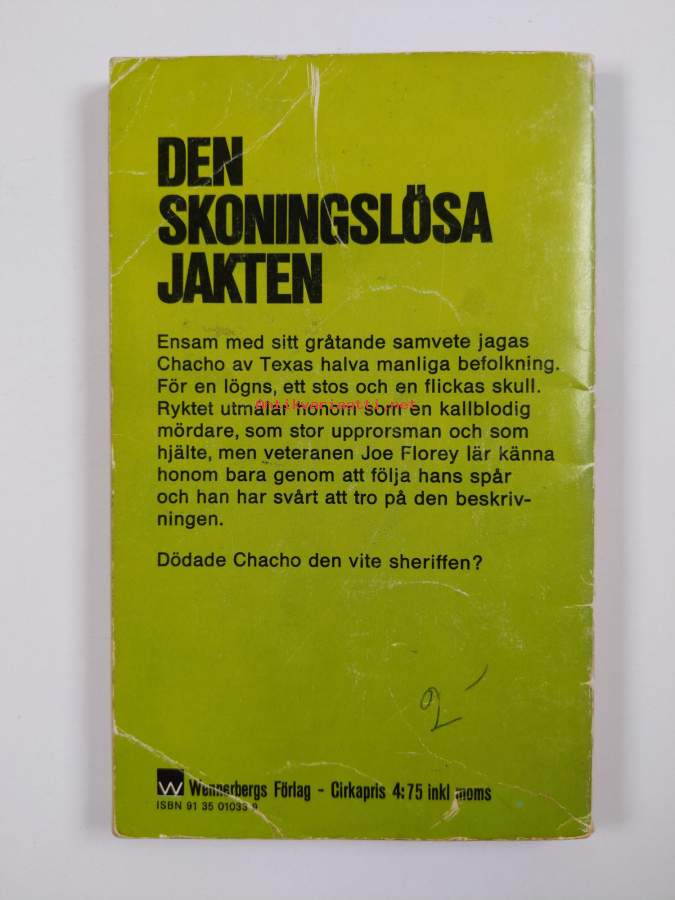 DEN
SKONINGSLÖSA
JAKTEN
Ensam med sitt gråtande samvete jagas
Chacho av Texas halva manliga befolkning.
För en lögns, ett stos och en flickas skull.
Ryktet utmålar honom som en kallblodig
Antikvariaatti.net
mördare, som stor upprorsman och som
hjälte, men veteranen Joe Florey lär känna
honom bara genom att följa hans spår
och han har svårt att tro på den beskriv-
ningen.
Dödade Chacho den vite sheriffen?
2
W Wennerbergs Förlag - Cirkapris 4:75 inkl moms
ISBN 91 35 01033 9